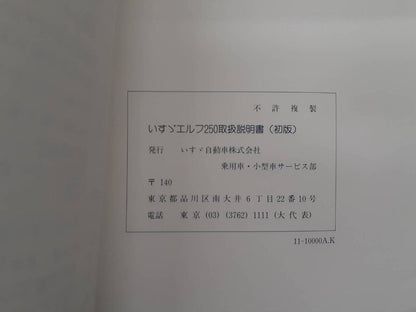 不許複製
いすゞエルフ250取扱説明書(初版)
発行 いすゞ自動車株式会社
乗用車・小型車サービス部
〒140
東京都品川区南大井6丁目22番10号
電話 東京(03)(3762)1111(大代表)
11-10000A.K